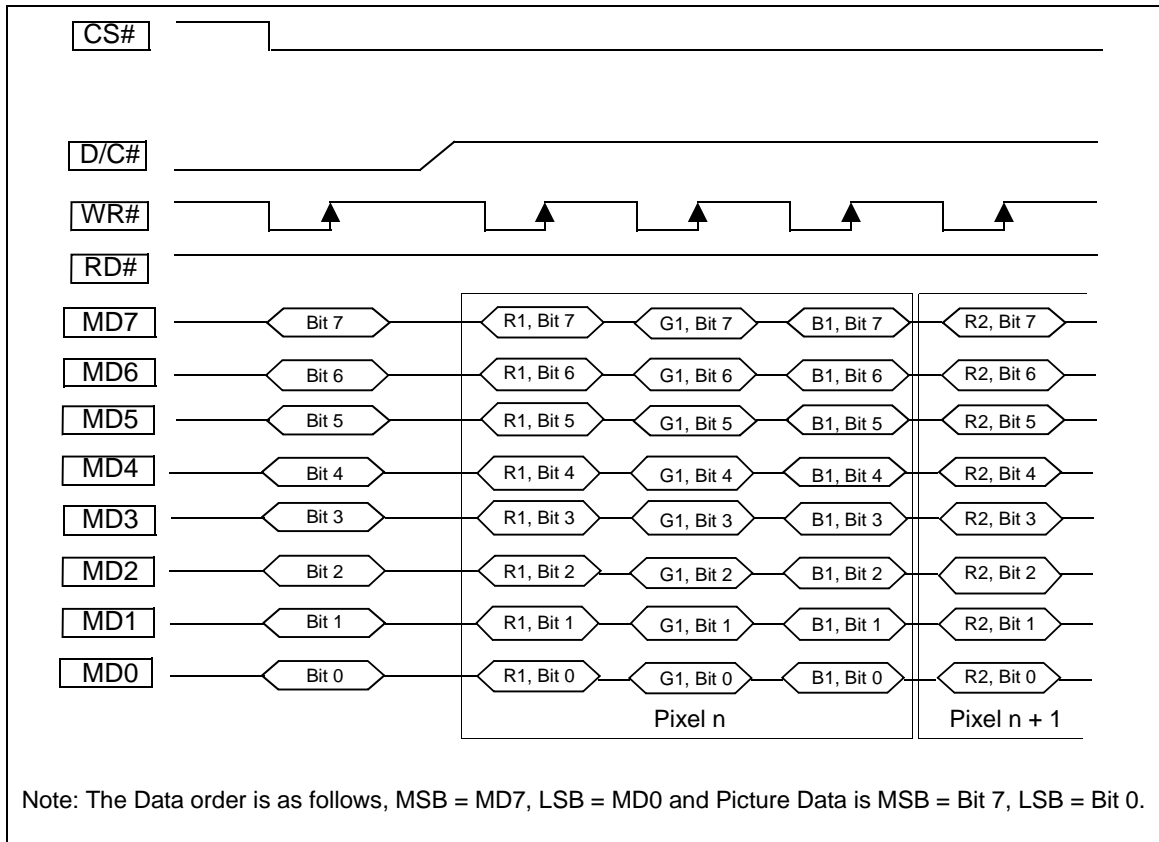 CS#
D/C#
WR#
RD#
MD7 Bit 7 R1, Bit 7 G1, Bit 7 B1, Bit 7 R2, Bit 7
MD6 Bit 6 R1, Bit 6 G1, Bit 6 B1, Bit 6 R2, Bit 6
MD5 Bit 5 R1, Bit 5 G1, Bit 5 B1, Bit 5 R2, Bit 5
MD4 Bit 4 R1, Bit 4 G1, Bit 4 B1, Bit 4 R2, Bit 4
MD3 Bit 3 R1, Bit 3 G1, Bit 3 B1, Bit 3 R2, Bit 3
MD2 Bit 2 R1, Bit 2 G1, Bit 2 B1, Bit 2 R2, Bit 2
MD1 Bit 1 R1, Bit 1 G1, Bit 1 B1, Bit 1 R2, Bit 1
MD0 Bit 0 R1, Bit 0 G1, Bit 0 B1, Bit 0 R2, Bit 0
Pixel n Pixel n + 1
Note: The Data order is as follows, MSB = MD7, LSB = MD0 and Picture Data is MSB = Bit 7, LSB = Bit 0.